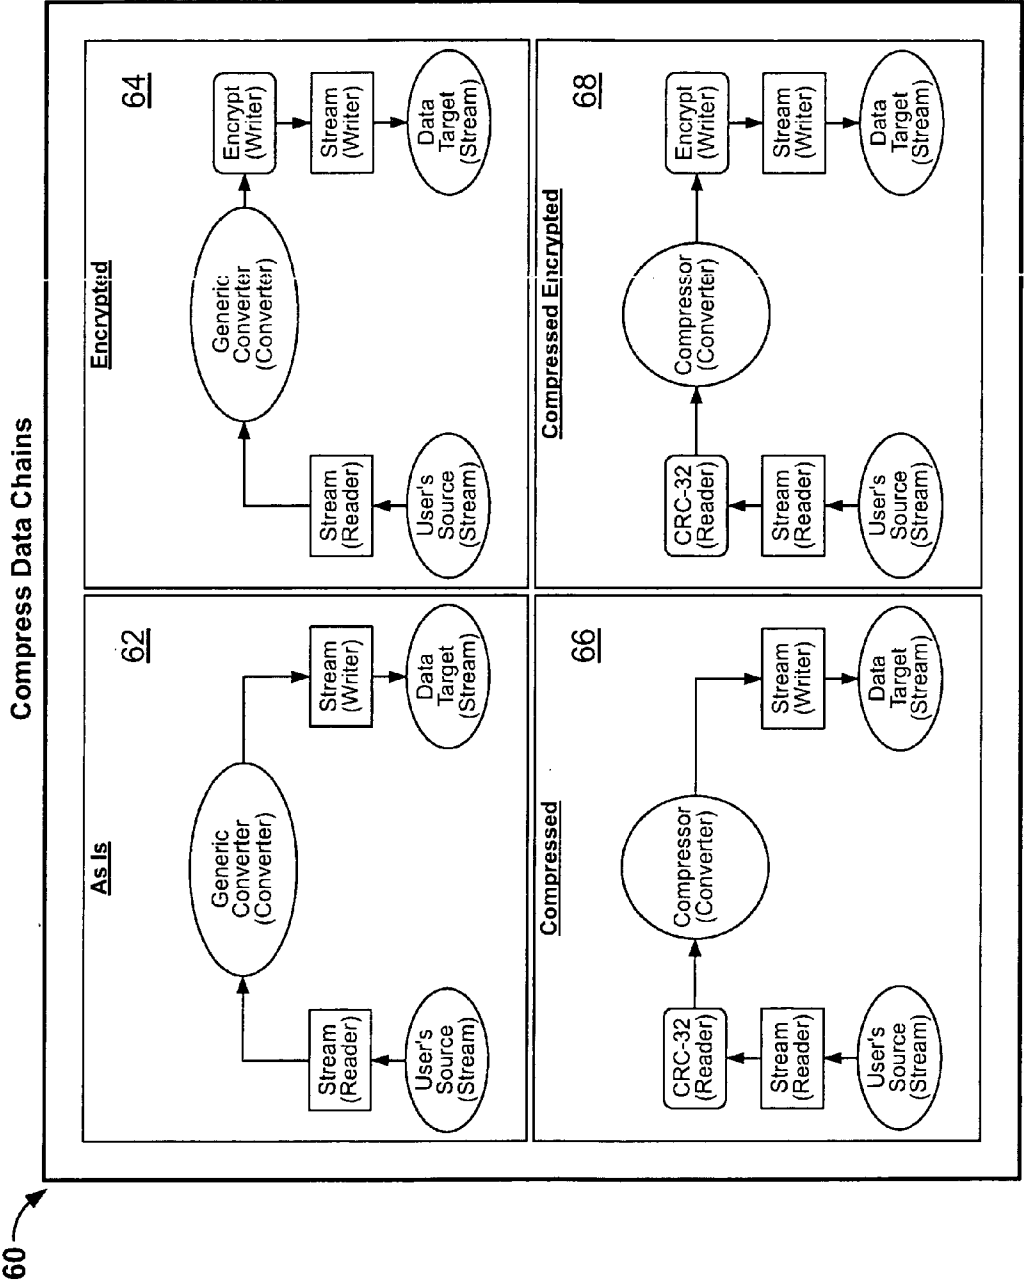 Compress Data Chains
60
As Is
62
Generic
Converter
(Converter)
Stream
(Reader)
Stream
(Writer)
User's
Source
(Stream)
Data
Target
(Stream)
Encrypted
64
Generic
Converter
(Converter)
Encrypt
(Writer)
Stream
(Reader)
Stream
(Writer)
User's
Source
(Stream)
Data
Target
(Stream)
Compressed
66
CRC-32
(Reader)
Compressor
(Converter)
Stream
(Reader)
Stream
(Writer)
User's
Source
(Stream)
Data
Target
(Stream)
Compressed Encrypted
68
CRC-32
(Reader)
Compressor
(Converter)
Encrypt
(Writer)
Stream
(Reader)
Stream
(Writer)
User's
Source
(Stream)
Data
Target
(Stream)